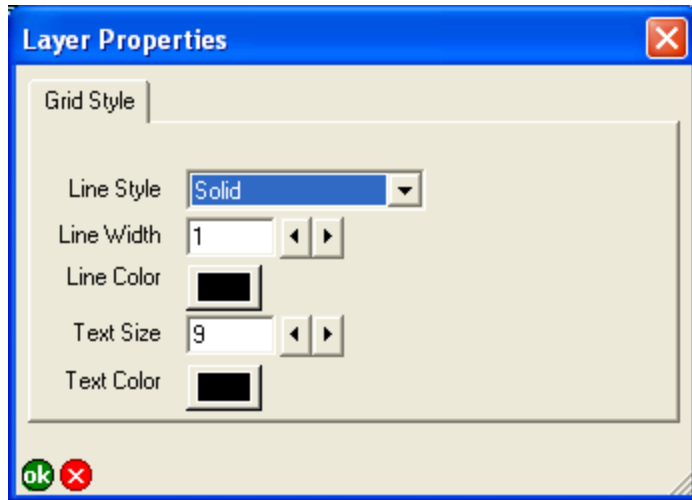 Layer Properties
Grid Style
Line Style Solid
Line Width 1
Line Color
Text Size 9
Text Color
ok